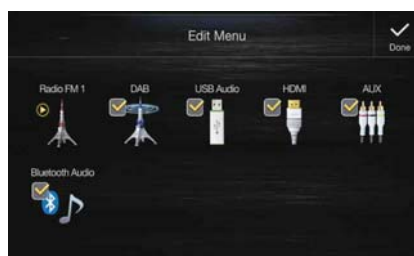 Edit Menu
Done
Radio FM 1
DAB
USB Audio
HDMI
AUX
Bluetooth Audio